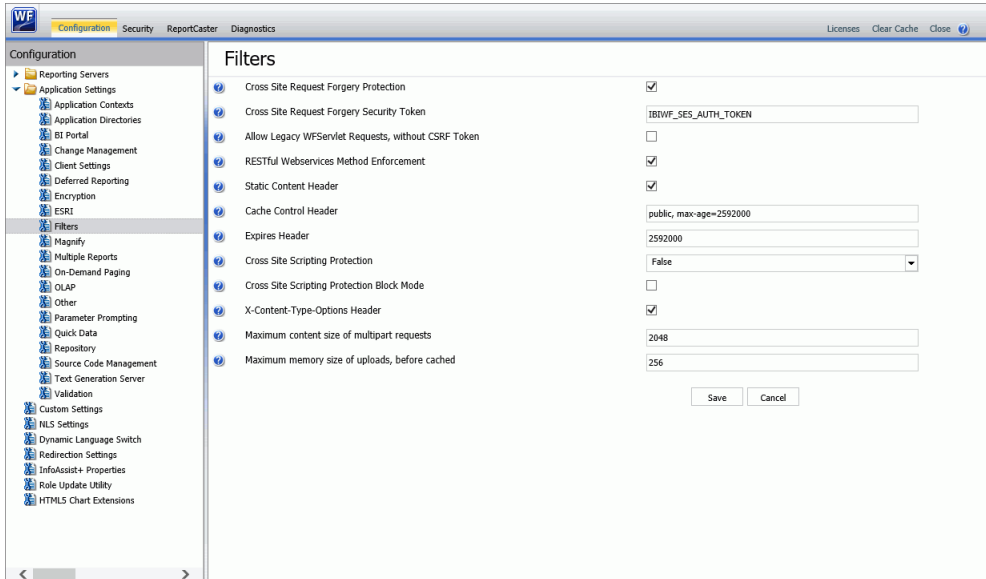 WF
Configuration Security ReportCaster Diagnostics Licenses Clear Cache Close
Configuration
Reporting Servers
Application Settings
Application Contexts
Application Directories
BI Portal
Change Management
Client Settings
Deferred Reporting
Encryption
ESRI
Filters
Magnify
Multiple Reports
On-Demand Paging
OLAP
Other
Parameter Prompting
Quick Data
Repository
Source Code Management
Text Generation Server
Validation
Custom Settings
NLS Settings
Dynamic Language Switch
Redirection Settings
InfoAssist+ Properties
Role Update Utility
HTML5 Chart Extensions
Filters
Cross Site Request Forgery Protection
Cross Site Request Forgery Security Token IBIWF_SES_AUTH_TOKEN
Allow Legacy WFServlet Requests, without CSRF Token
RESTful Webservices Method Enforcement
Static Content Header
Cache Control Header public, max-age=2592000
Expires Header 2592000
Cross Site Scripting Protection False
Cross Site Scripting Protection Block Mode
X-Content-Type-Options Header
Maximum content size of multipart requests 2048
Maximum memory size of uploads, before cached 256
Save Cancel